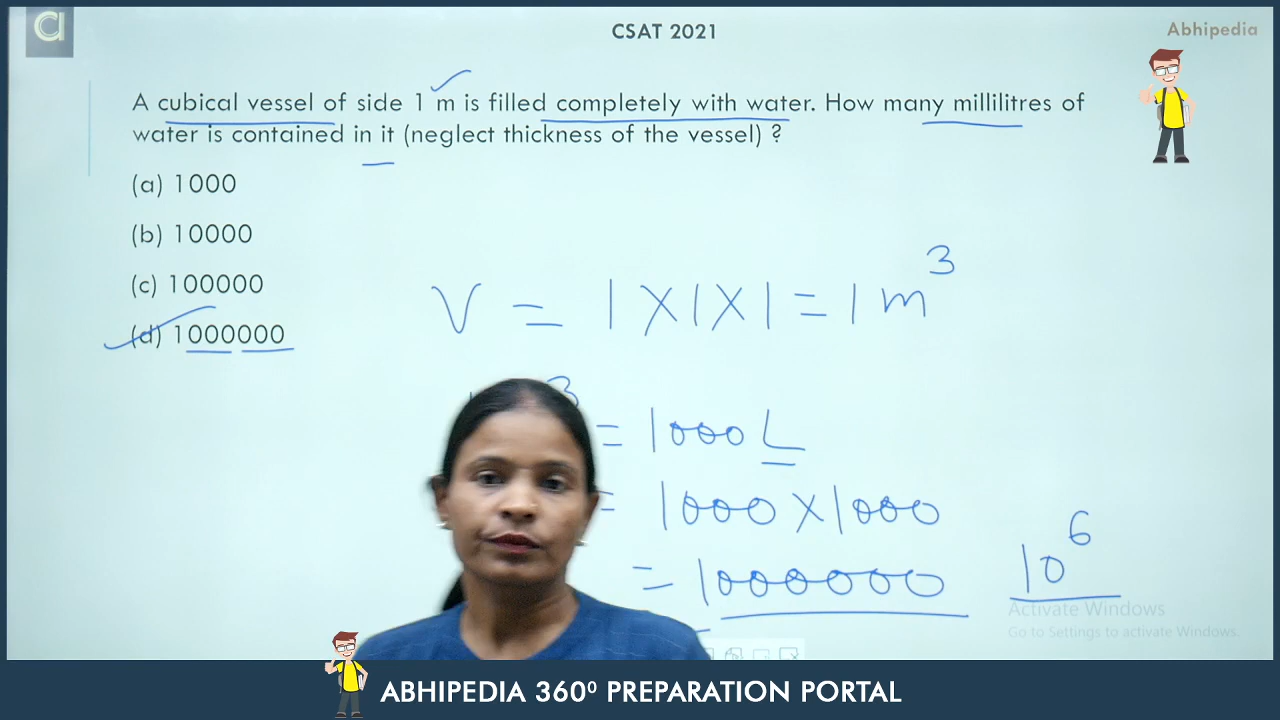 CSAT 2021
Abhipedia
A cubical vessel of side 1 m is filled completely with water. How many millilitres of
water is contained in it (neglect thickness of the vessel) ?
(a) 1000
(b) 10000
(c) 100000
(d) 1000000
V = 1 X 1 X 1 = 1 m³
3 = 1000 L
= 1000 X 1000
= 1000000
10⁶
Activate Windows
Go to Settings to activate Windows.
ABHIPEDIA 360⁰ PREPARATION PORTAL